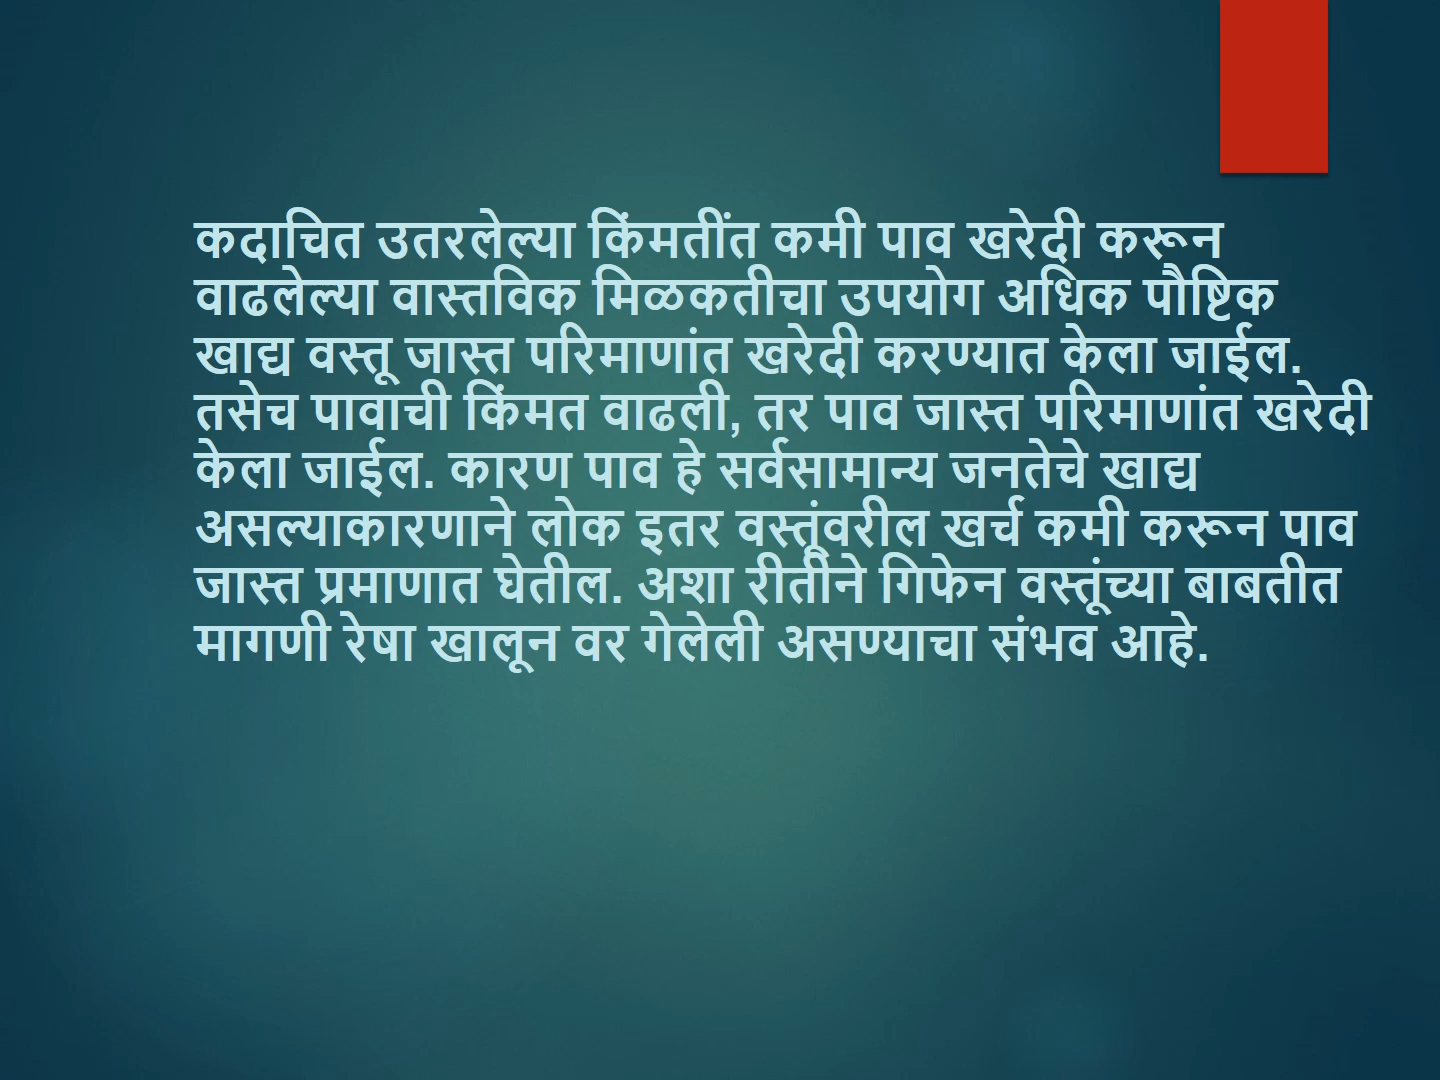 कदाचित उतरलेल्या किंमतींत कमी पाव खरेदी करून
वाढलेल्या वास्तविक मिळकतीचा उपयोग अधिक पौष्टिक
खाद्य वस्तू जास्त परिमाणांत खरेदी करण्यात केला जाईल.
तसेच पावाची किंमत वाढली, तर पाव जास्त परिमाणांत खरेदी
केला जाईल. कारण पाव हे सर्वसामान्य जनतेचे खाद्य
असल्याकारणाने लोक इतर वस्तूंवरील खर्च कमी करून पाव
जास्त प्रमाणात घेतील. अशा रीतीने गिफेन वस्तूंच्या बाबतीत
मागणी रेषा खालून वर गेलेली असण्याचा संभव आहे.